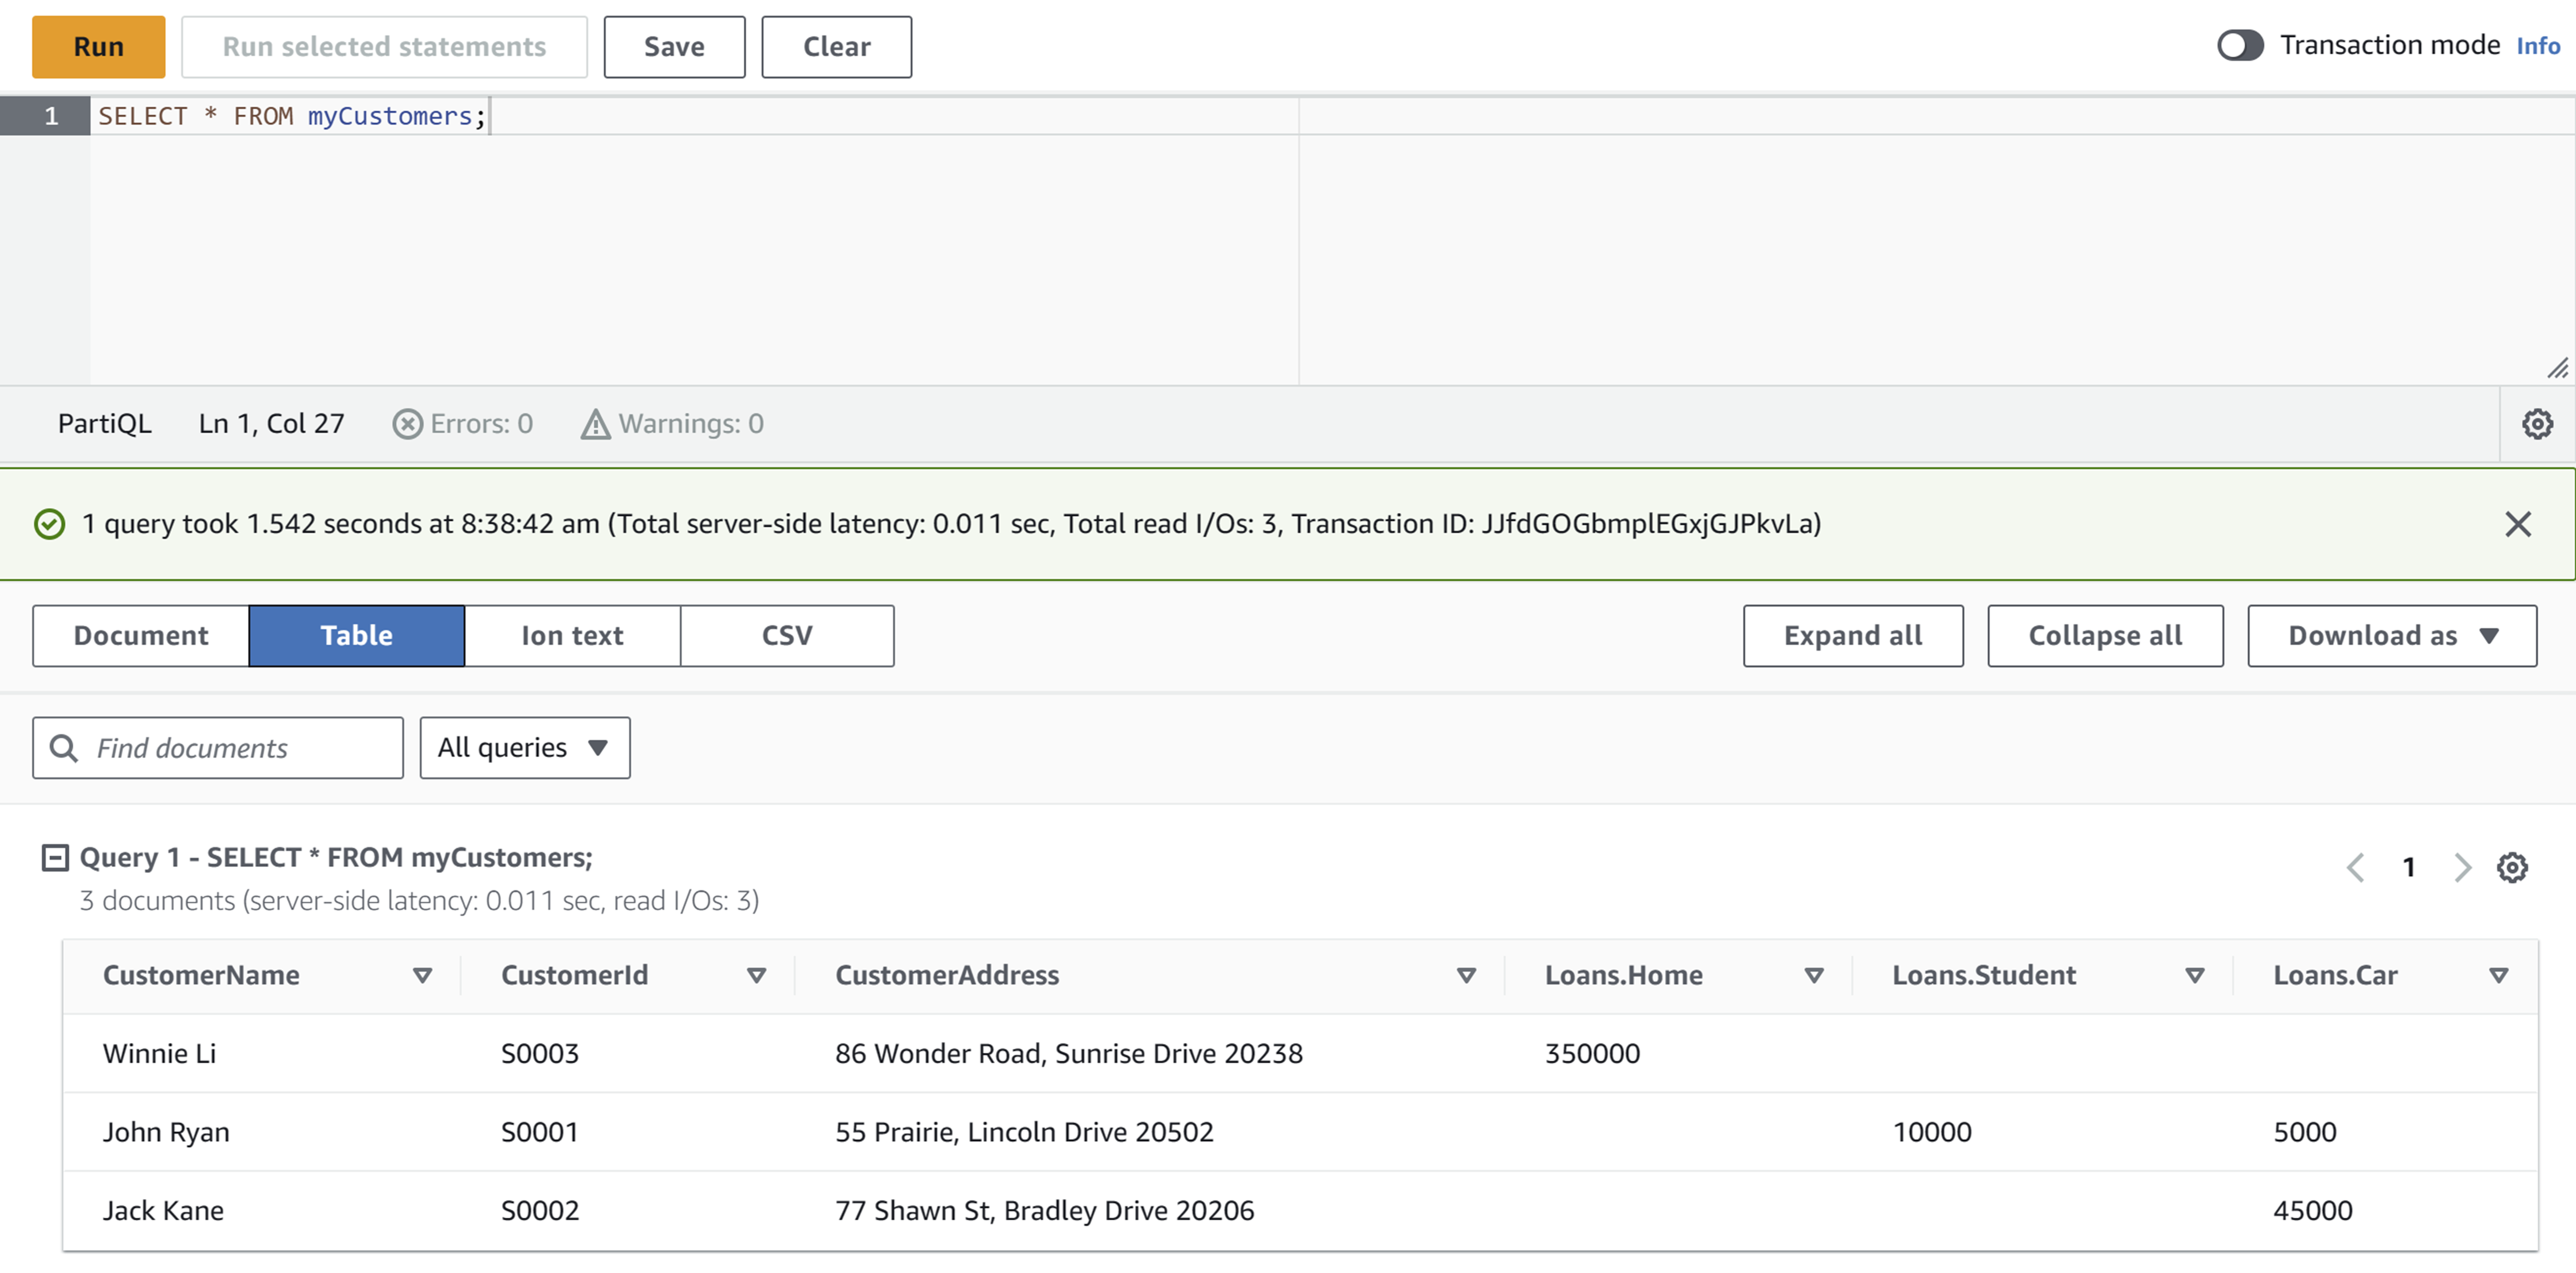 Run Run selected statements Save Clear Transaction mode Info
1 SELECT * FROM myCustomers;
PartiQL Ln 1, Col 27 Errors: 0 Warnings: 0
1 query took 1.542 seconds at 8:38:42 am (Total server-side latency: 0.011 sec, Total read I/Os: 3, Transaction ID: JJfdGOGbmplEGxjGJPkvLa)
Document Table Ion text CSV Expand all Collapse all Download as
Find documents All queries
Query 1 - SELECT * FROM myCustomers; 1
3 documents (server-side latency: 0.011 sec, read I/Os: 3)
CustomerName CustomerId CustomerAddress Loans.Home Loans.Student Loans.Car
Winnie Li S0003 86 Wonder Road, Sunrise Drive 20238 350000
John Ryan S0001 55 Prairie, Lincoln Drive 20502 10000 5000
Jack Kane S0002 77 Shawn St, Bradley Drive 20206 45000